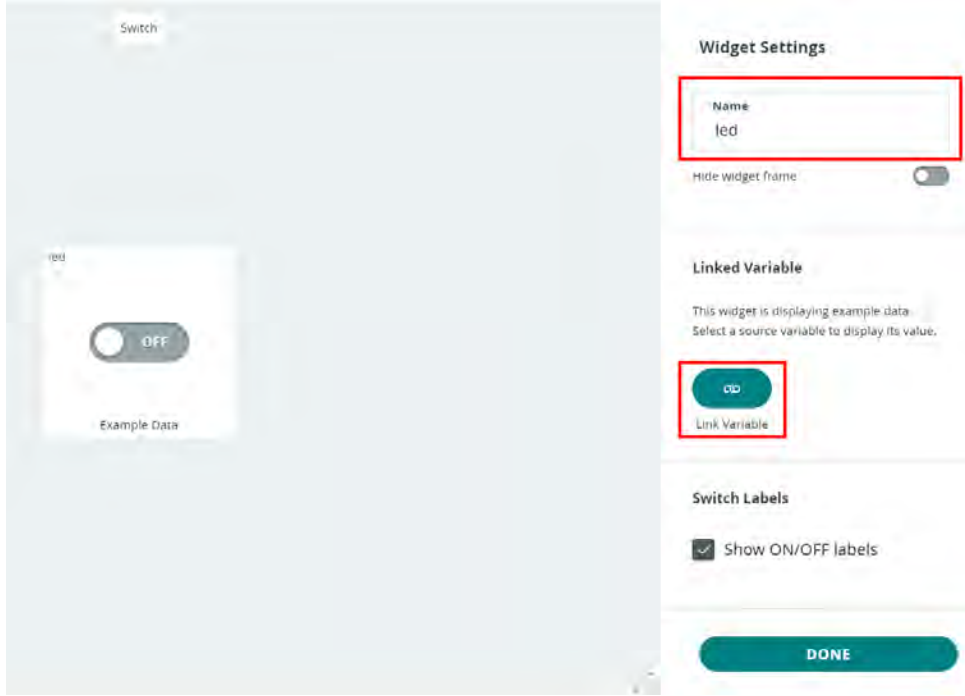 Switch
led
OFF
Example Data
Widget Settings
Name
led
Hide widget frame
Linked Variable
This widget is displaying example data.
Select a source variable to display its value.
Link Variable
Switch Labels
Show ON/OFF labels
DONE